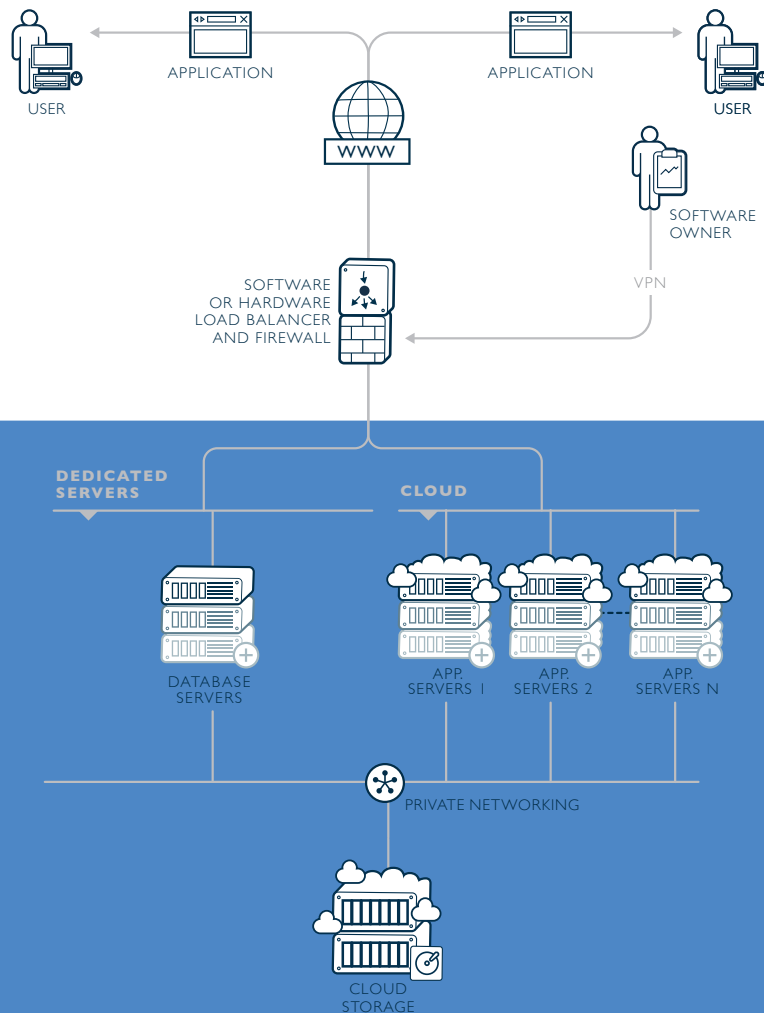 APPLICATION
APPLICATION
USER
USER
WWW
SOFTWARE
OWNER
VPN
SOFTWARE
OR HARDWARE
LOAD BALANCER
AND FIREWALL
DEDICATED
SERVERS
CLOUD
DATABASE
SERVERS
APP.
SERVERS 1
APP.
SERVERS 2
APP.
SERVERS N
PRIVATE NETWORKING
CLOUD
STORAGE